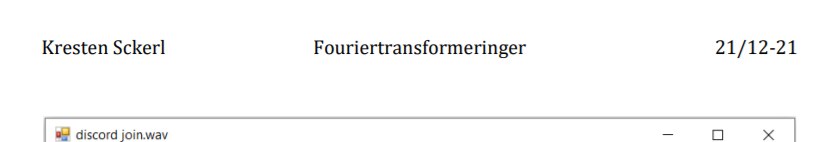 Kresten Sckerl Fouriertransformeringer 21/12-21
discord join.wav